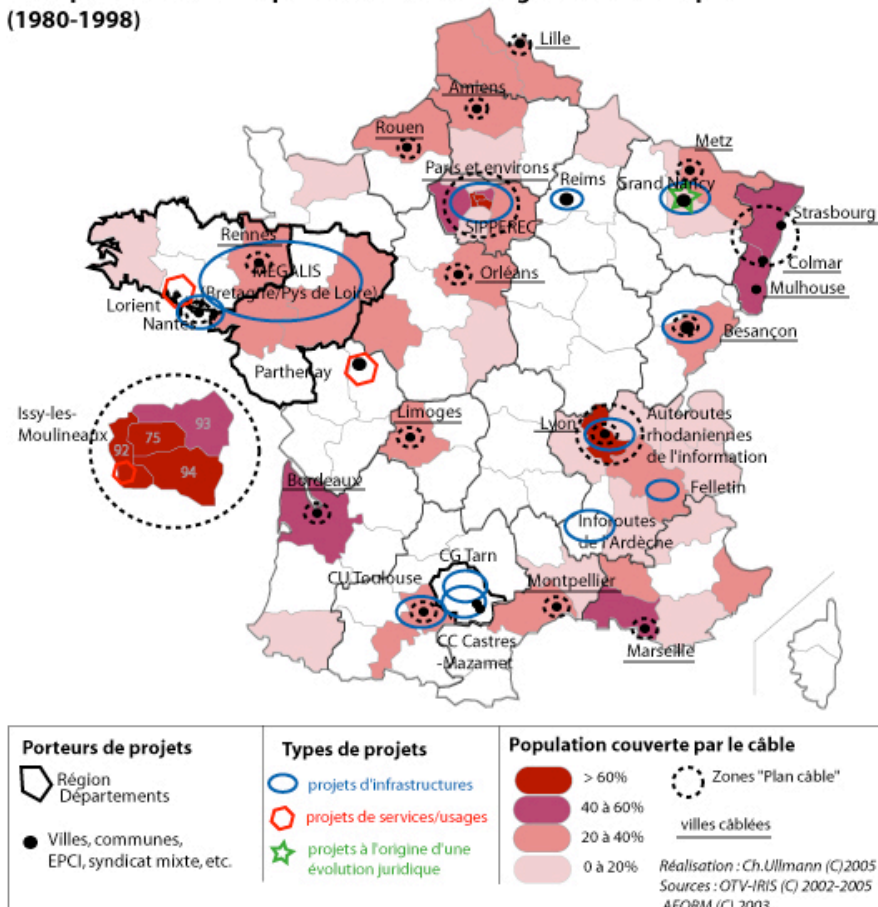 (1980-1998)
Lille
Amiens
Rouen
Metz
Paris et environs
Reims
Grand Nancy
Strasbourg
SIPPEREC
Rennes
Colmar
MEGALIS
Orléans
(Bretagne/Pys de Loire)
Mulhouse
Lorient
Nantes
Besançon
Parthenay
Issy-les-
Moulineaux
93
75
92
94
Limoges
Lyon
Autoroutes
rhodaniennes
de l'information
Bordeaux
Felletin
Inforoutes
de l'Ardèche
CG Tarn
CU Toulouse
Montpellier
CC Castres
-Mazamet
Marseille
Porteurs de projets
Région
Départements
Villes, communes,
EPCI, syndicat mixte, etc.
Types de projets
projets d'infrastructures
projets de services/usages
projets à l'origine d'une
évolution juridique
Population couverte par le câble
> 60%
40 à 60%
20 à 40%
0 à 20%
Zones "Plan câble"
villes câblées
Réalisation : Ch.Ullmann (C)2005
Sources : OTV-IRIS (C) 2002-2005
AFORM (C) 2003